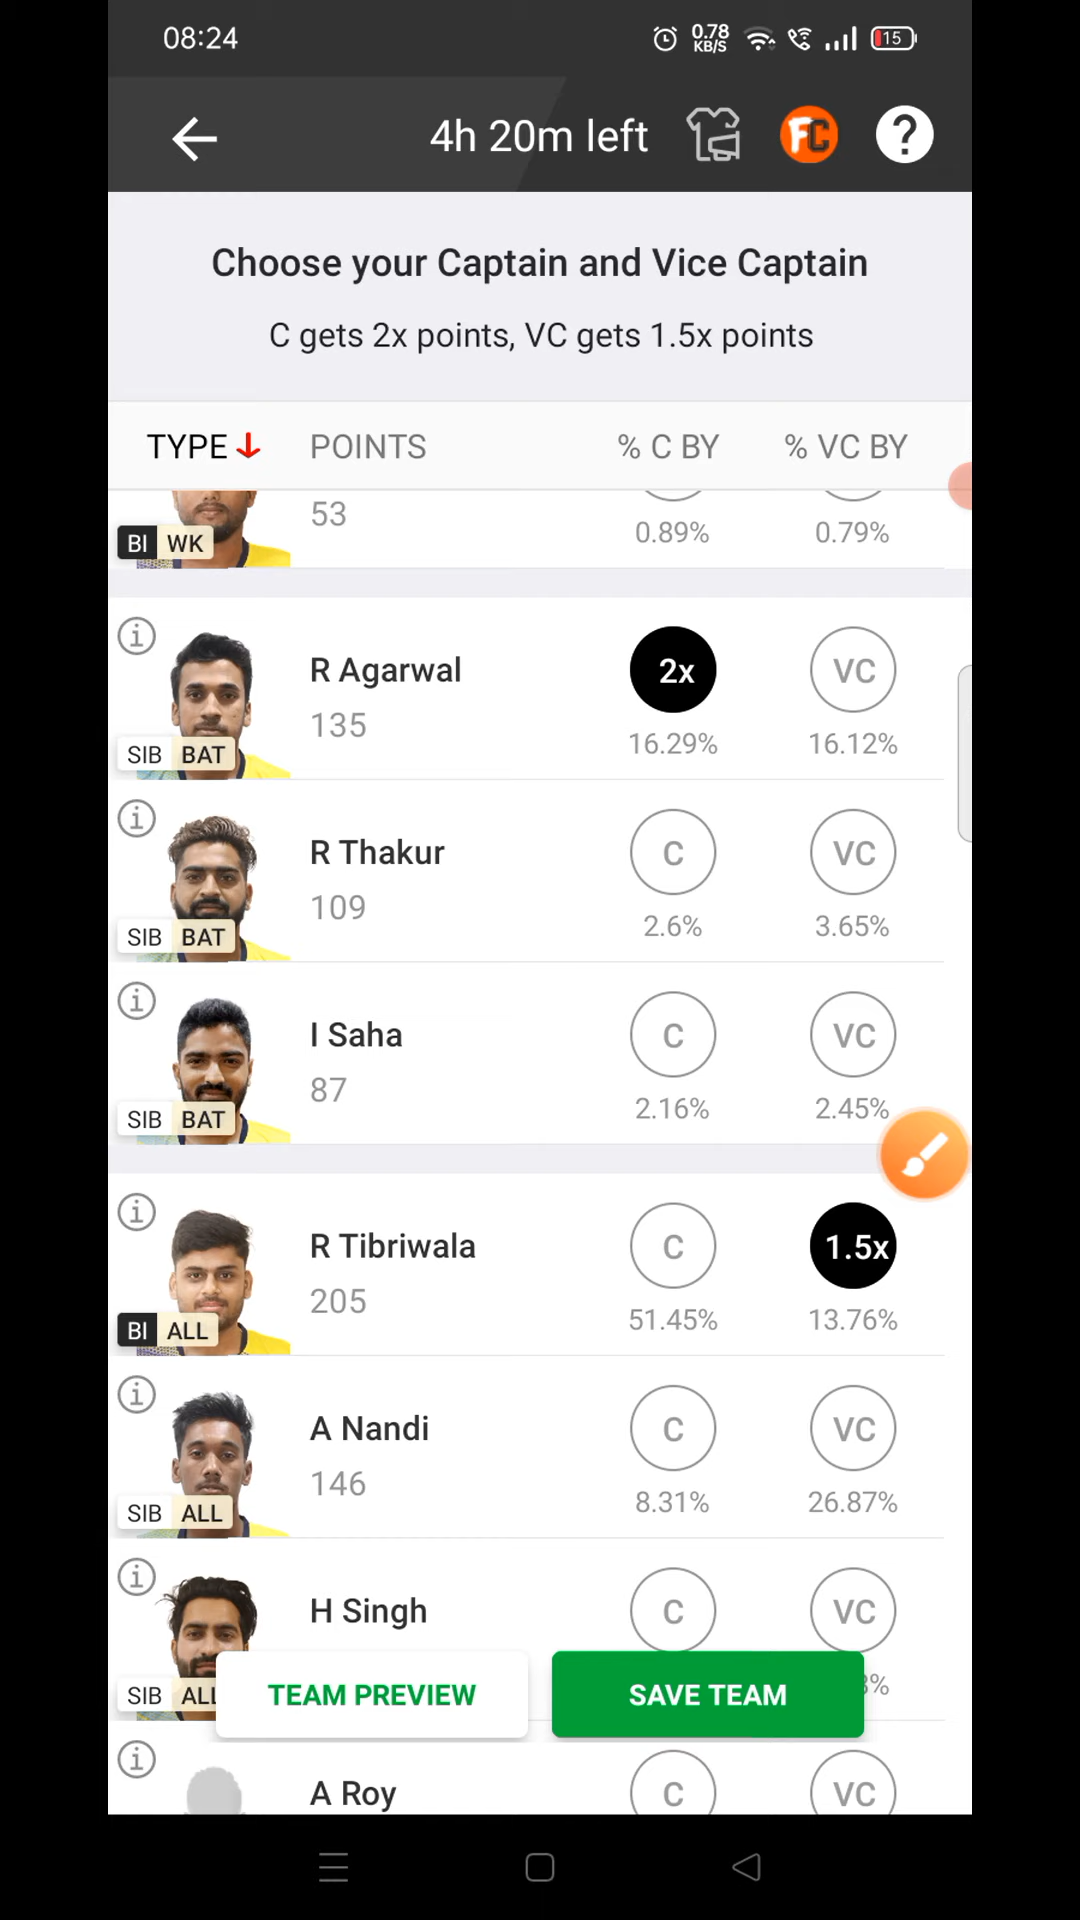 08:24
0.78 KB/S
15
4h 20m left
FC
?
Choose your Captain and Vice Captain
C gets 2x points, VC gets 1.5x points
TYPE POINTS % C BY % VC BY
53
BI WK
0.89% 0.79%
R Agarwal 2x VC
135
SIB BAT
16.29% 16.12%
R Thakur C VC
109
SIB BAT
2.6% 3.65%
I Saha C VC
87
SIB BAT
2.16% 2.45%
R Tibriwala C 1.5x
205
BI ALL
51.45% 13.76%
A Nandi C VC
146
SIB ALL
8.31% 26.87%
H Singh C VC
SIB ALL
TEAM PREVIEW SAVE TEAM
A Roy C VC